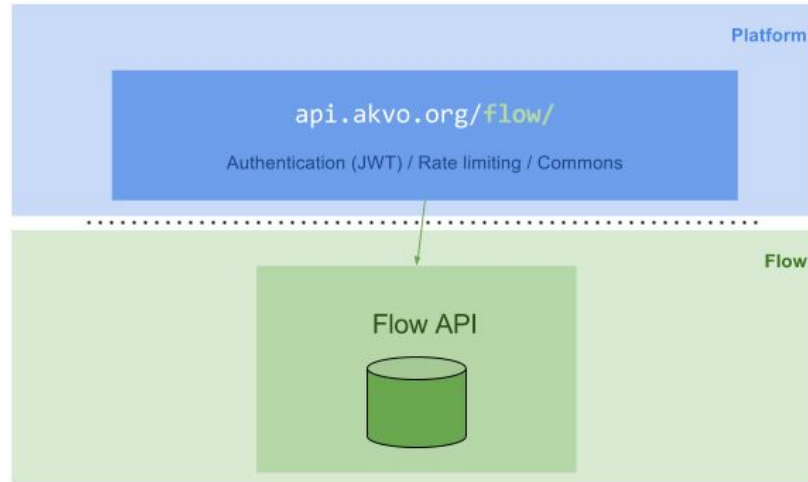 Platform
api.akvo.org/flow/
Authentication (JWT) / Rate limiting / Commons
Flow
Flow API